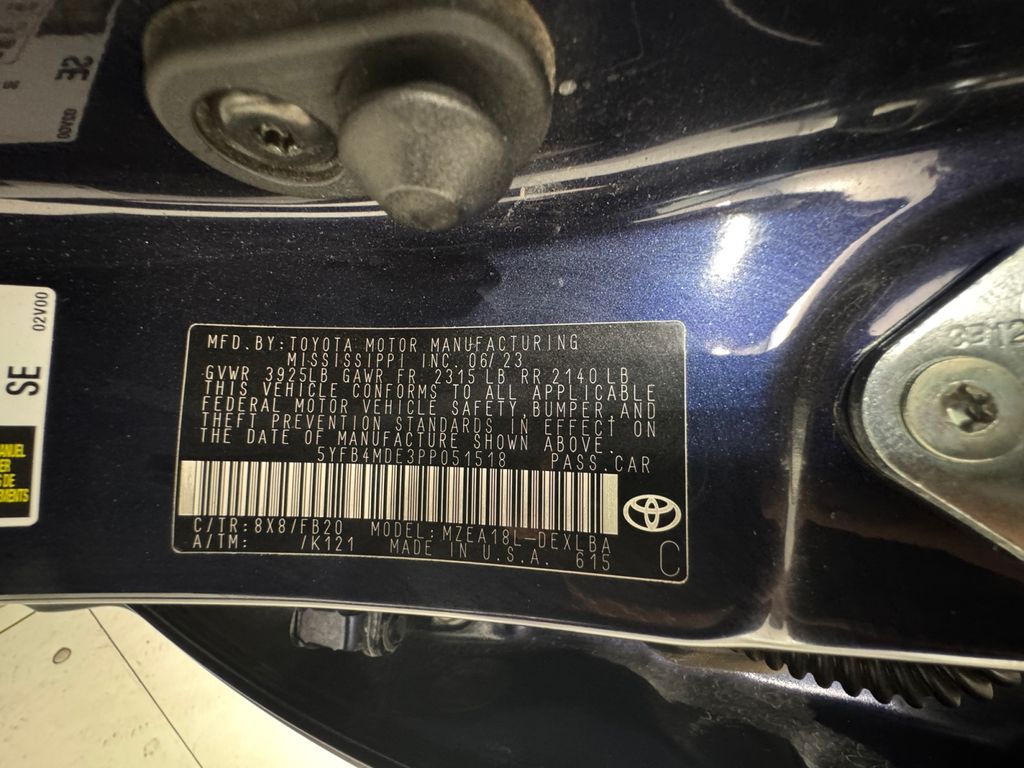 SE
00V30
SE
02V00
MFD.BY:TOYOTA MOTOR MANUFACTURING
MISSISSIPPI INC. 06/23
GVWR 3925LB GAWR FR. 2315 LB RR 2140 LB
THIS VEHICLE CONFORMS TO ALL APPLICABLE
FEDERAL MOTOR VEHICLE SAFETY, BUMPER AND
THEFT PREVENTION STANDARDS IN EFFECT ON
THE DATE OF MANUFACTURE SHOWN ABOVE.
5YFB4MDE3PP051518 PASS.CAR
C/TR:8X8/FB20 MODEL:MZEA18L-DEXLBA
A/TM: /K121 MADE IN U.S.A. 615
C